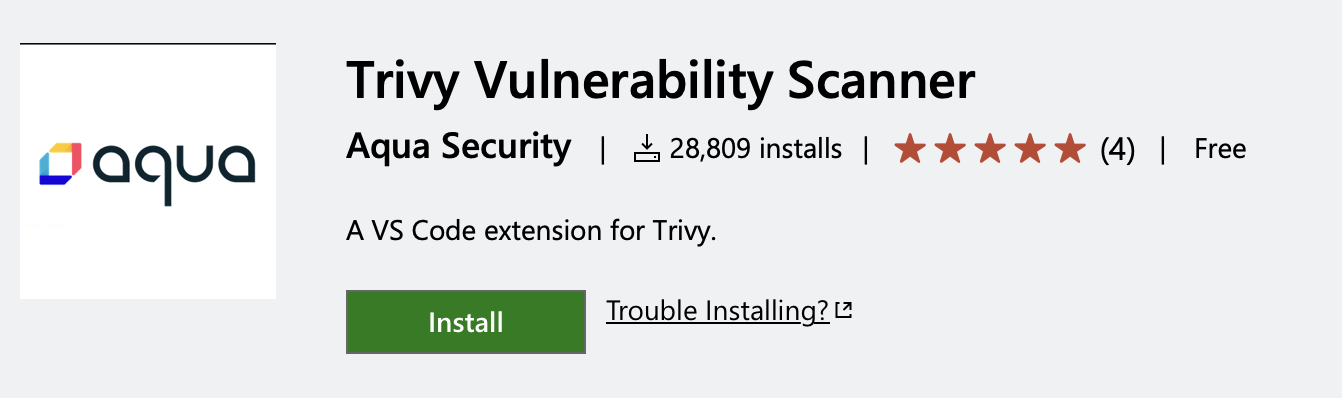 aqua
Trivy Vulnerability Scanner
Aqua Security | 28,809 installs | (4) | Free
A VS Code extension for Trivy.
Install
Trouble Installing?